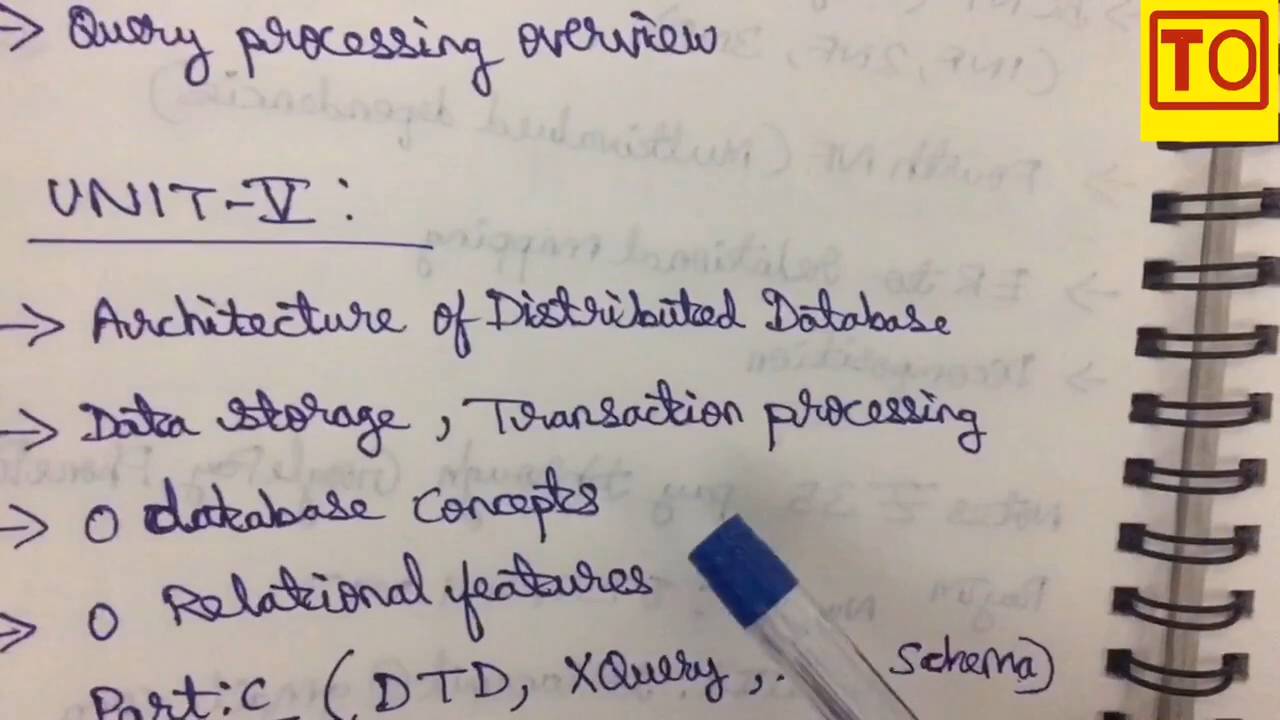 → Query processing overview
TO
UNIT-V :
→ Architecture of Distributed Database
→ Data storage, Transaction processing
→ O database concepts
→ O Relational features
Part:C (DTD, XQuery, . Schema)